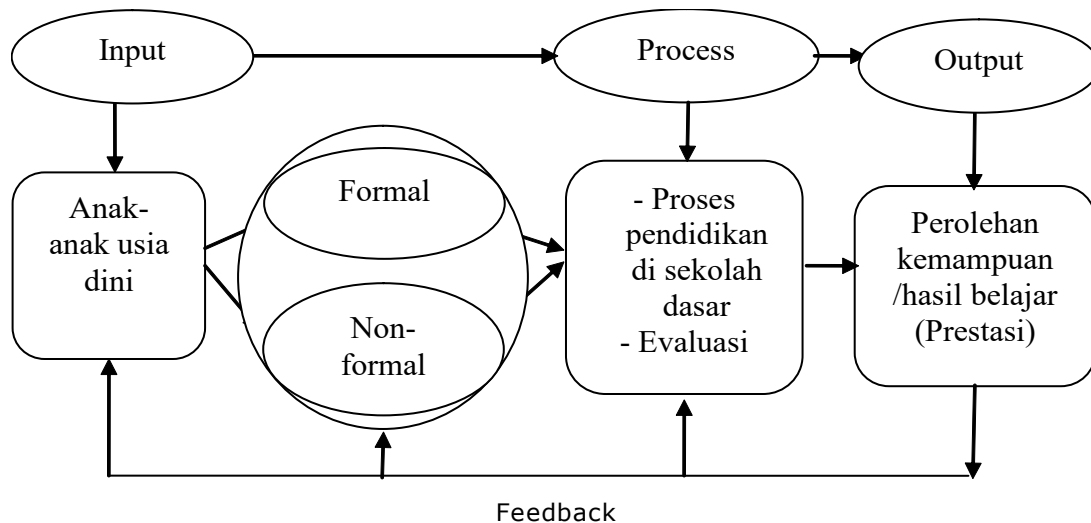 Input
Process
Output
Anak-
anak usia
dini
Formal
Non-
formal
- Proses
pendidikan
di sekolah
dasar
- Evaluasi
Perolehan
kemampuan
/hasil belajar
(Prestasi)
Feedback